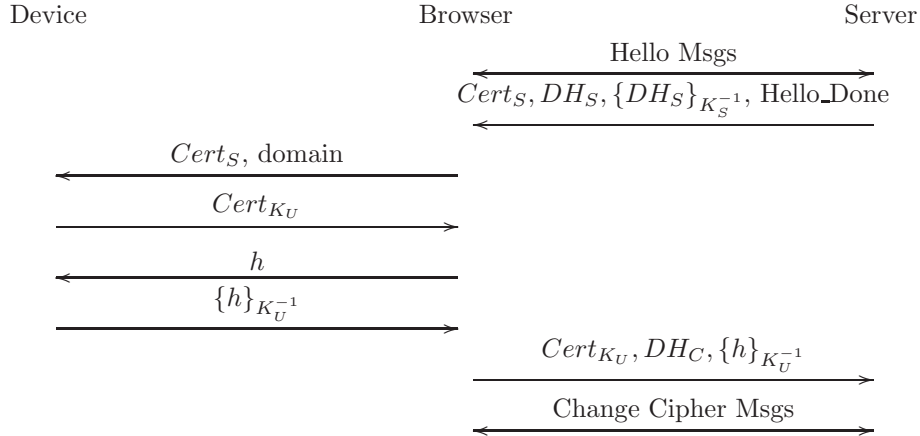 Device Browser Server
Hello Msgs
Cert_S, DH_S, {DH_S}_{K_S^{-1}}, Hello_Done
Cert_S, domain
Cert_{K_U}
h
{h}_{K_U^{-1}}
Cert_{K_U}, DH_C, {h}_{K_U^{-1}}
Change Cipher Msgs